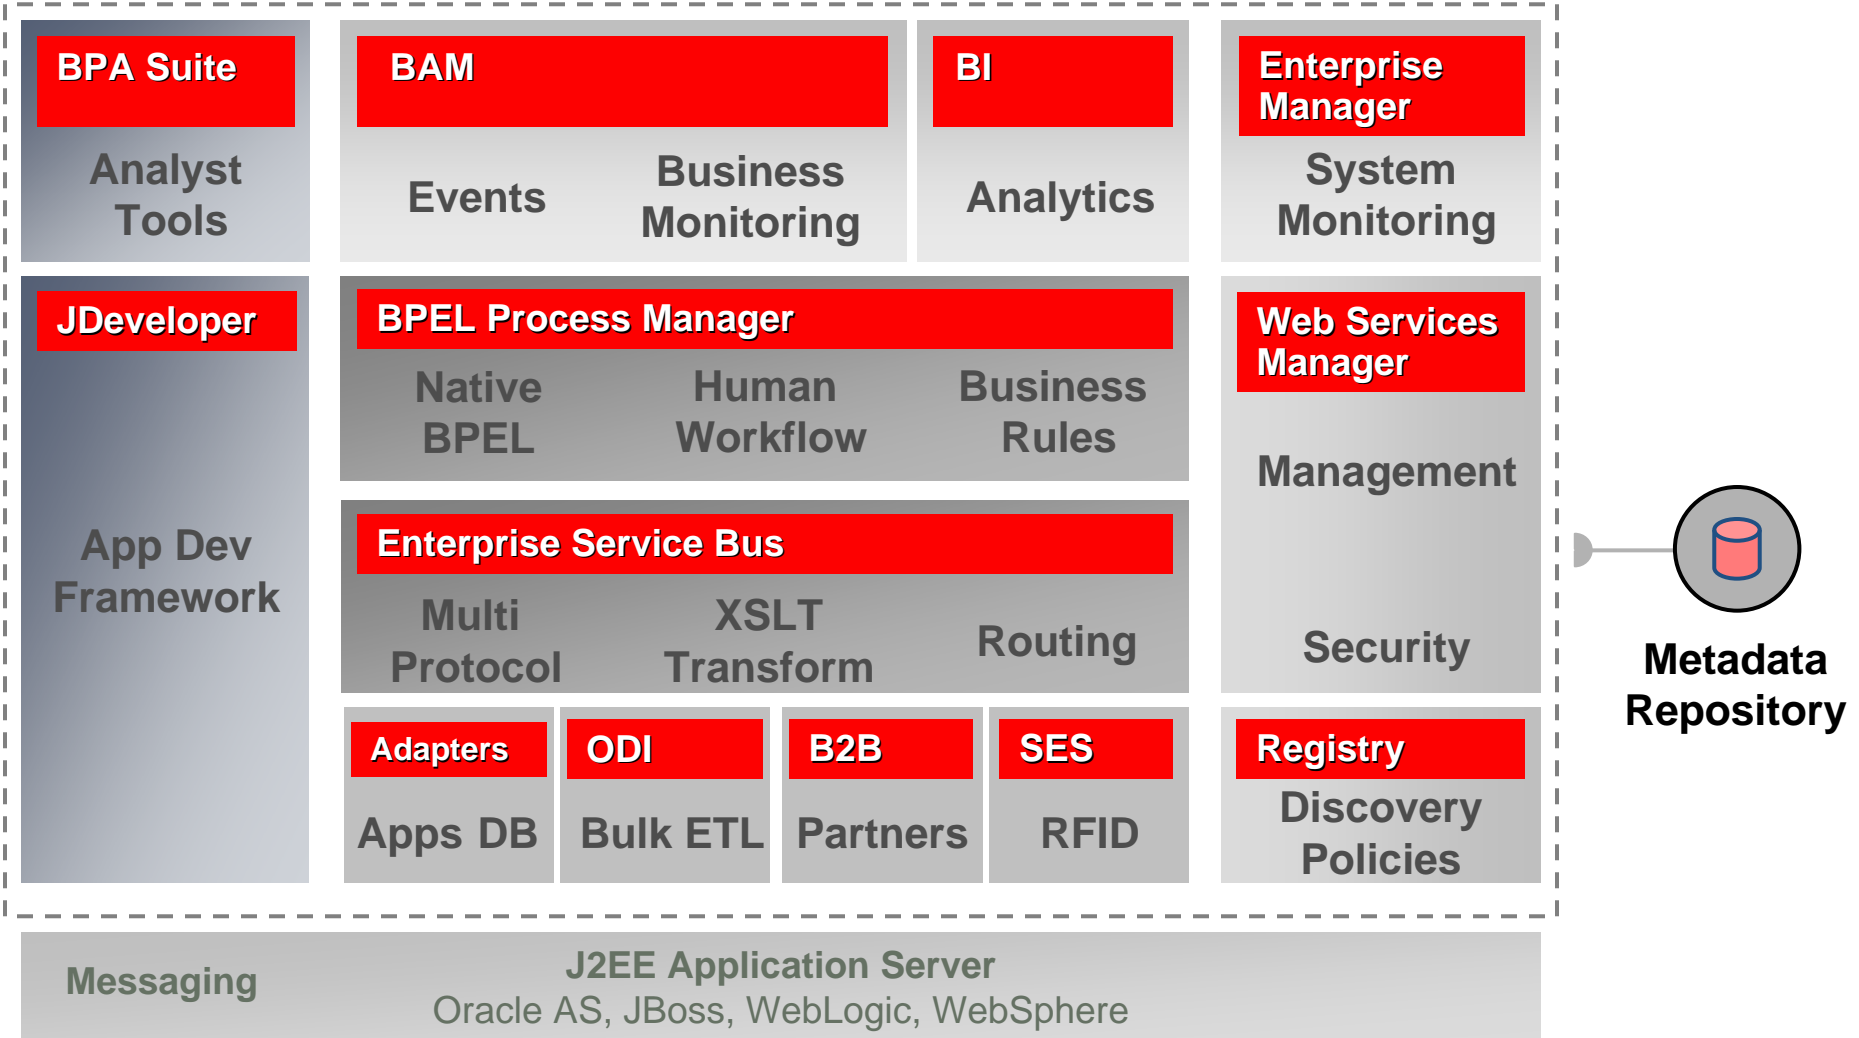 BPA Suite
Analyst
Tools
BAM
Events
Business
Monitoring
BI
Analytics
Enterprise
Manager
System
Monitoring
JDeveloper
App Dev
Framework
BPEL Process Manager
Native
BPEL
Human
Workflow
Business
Rules
Web Services
Manager
Management
Security
Enterprise Service Bus
Multi
Protocol
XSLT
Transform
Routing
Adapters
Apps DB
ODI
Bulk ETL
B2B
Partners
SES
RFID
Registry
Discovery
Policies
Metadata
Repository
Messaging
J2EE Application Server
Oracle AS, JBoss, WebLogic, WebSphere